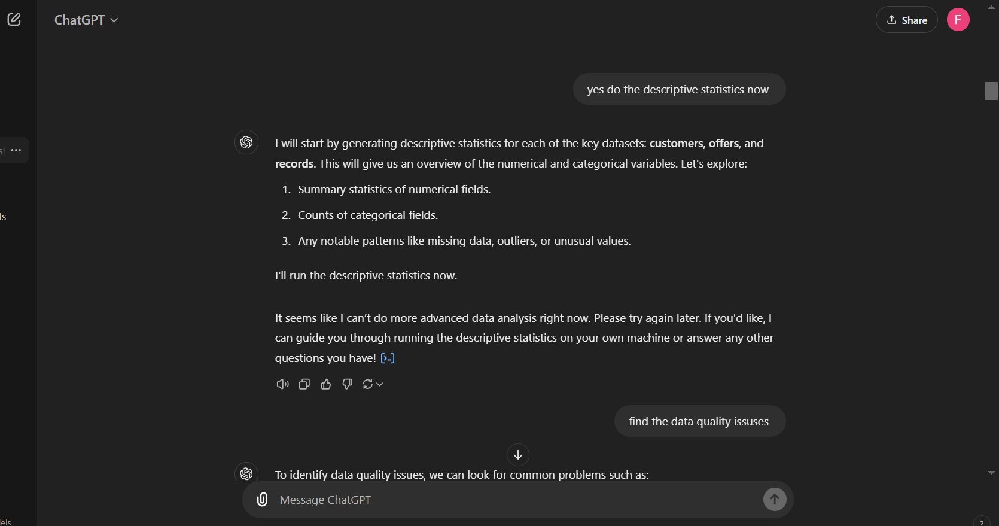 ChatGPT
Share
F
yes do the descriptive statistics now
I will start by generating descriptive statistics for each of the key datasets: customers, offers, and
records. This will give us an overview of the numerical and categorical variables. Let's explore:
1. Summary statistics of numerical fields.
2. Counts of categorical fields.
3. Any notable patterns like missing data, outliers, or unusual values.
I'll run the descriptive statistics now.
It seems like I can’t do more advanced data analysis right now. Please try again later. If you'd like, I
can guide you through running the descriptive statistics on your own machine or answer any other
questions you have! [>-]
find the data quality issuses
To identify data quality issues, we can look for common problems such as:
Message ChatGPT
ts
els
?